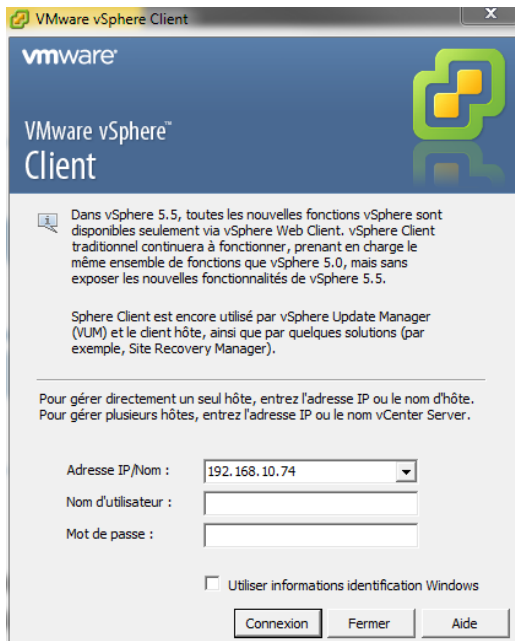 VMware vSphere Client
vmware®
VMware vSphere™
Client
Dans vSphere 5.5, toutes les nouvelles fonctions vSphere sont
disponibles seulement via vSphere Web Client. vSphere Client
traditionnel continuera à fonctionner, prenant en charge le
même ensemble de fonctions que vSphere 5.0, mais sans
exposer les nouvelles fonctionnalités de vSphere 5.5.
Sphere Client est encore utilisé par vSphere Update Manager
(VUM) et le client hôte, ainsi que par quelques solutions (par
exemple, Site Recovery Manager).
Pour gérer directement un seul hôte, entrez l'adresse IP ou le nom d'hôte.
Pour gérer plusieurs hôtes, entrez l'adresse IP ou le nom vCenter Server.
Adresse IP/Nom : 192.168.10.74
Nom d'utilisateur :
Mot de passe :
Utiliser informations identification Windows
Connexion Fermer Aide